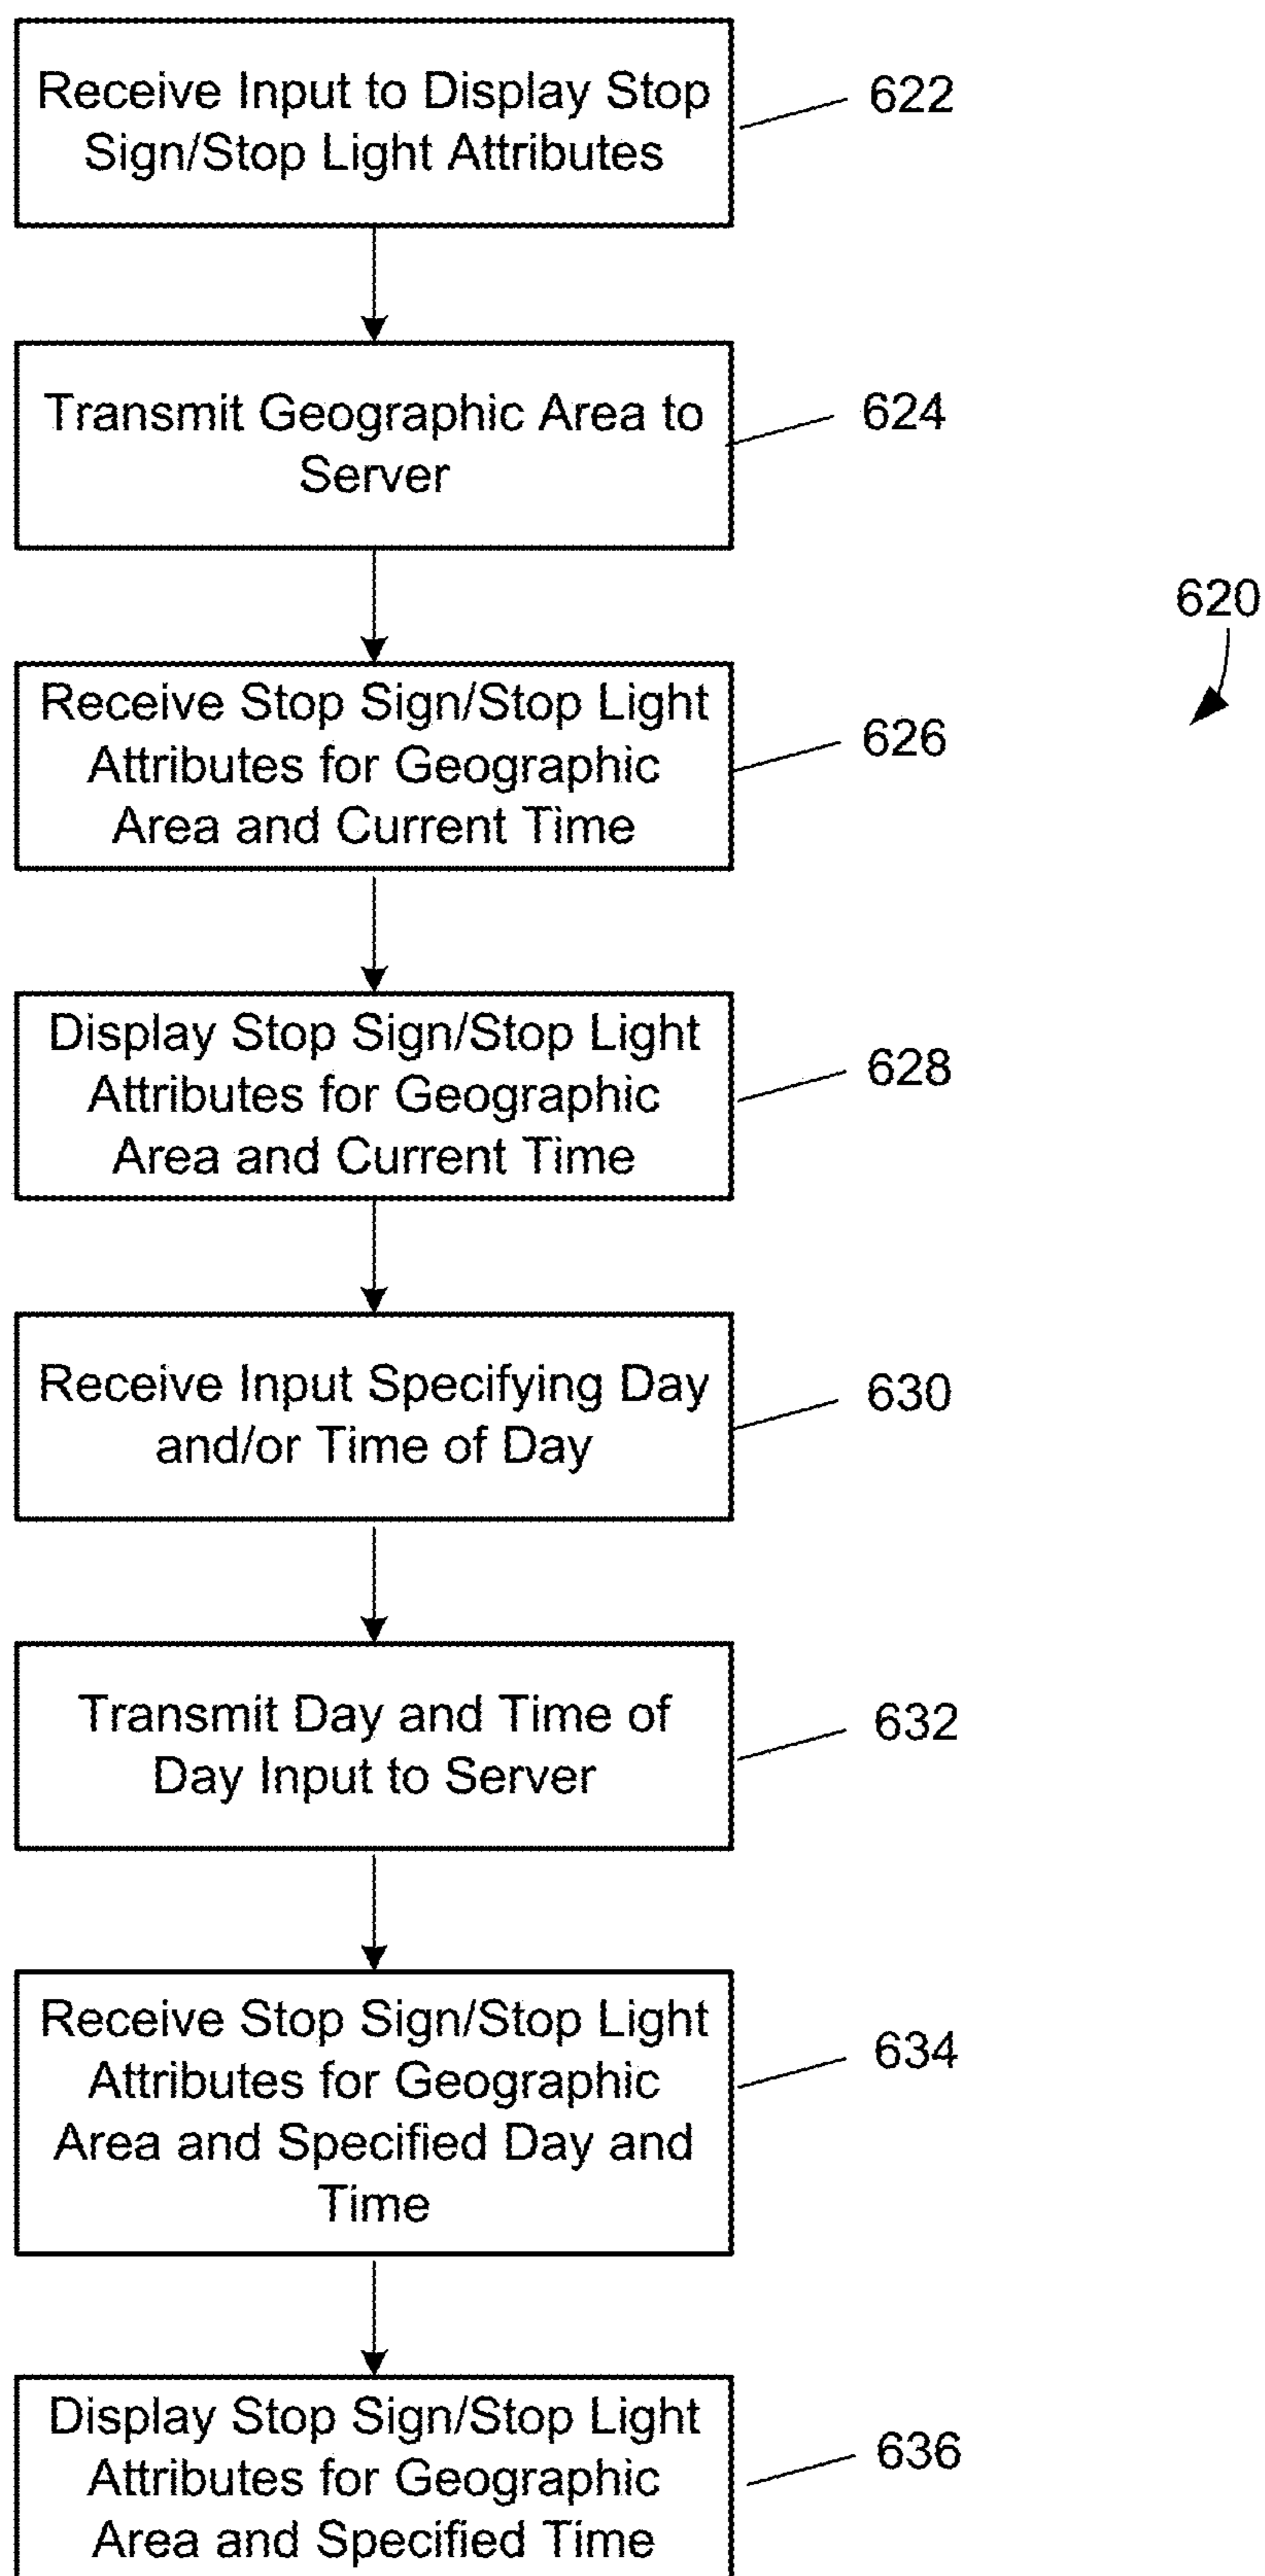 Receive Input to Display Stop
Sign/Stop Light Attributes
622
Transmit Geographic Area to
Server
624
620
Receive Stop Sign/Stop Light
Attributes for Geographic
Area and Current Time
626
Display Stop Sign/Stop Light
Attributes for Geographic
Area and Current Time
628
Receive Input Specifying Day
and/or Time of Day
630
Transmit Day and Time of
Day Input to Server
632
Receive Stop Sign/Stop Light
Attributes for Geographic
Area and Specified Day and
Time
634
Display Stop Sign/Stop Light
Attributes for Geographic
Area and Specified Time
636